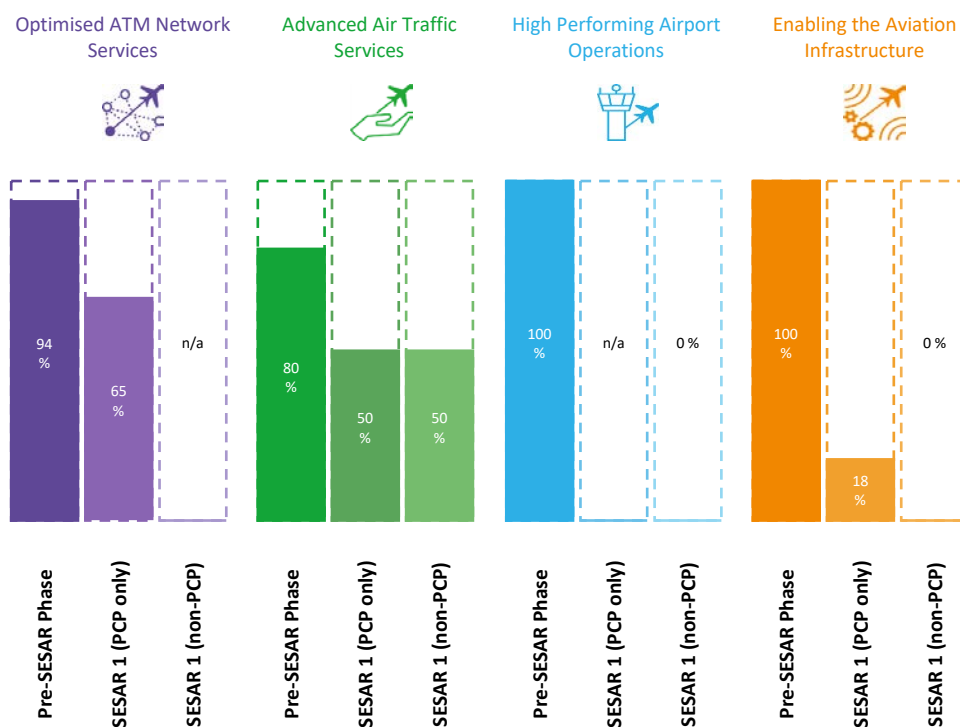 Optimised ATM Network
Services
Advanced Air Traffic
Services
High Performing Airport
Operations
Enabling the Aviation
Infrastructure
94
%
65
%
n/a
80
%
50
%
50
%
100
%
n/a
0 %
100
%
18
%
0 %
Pre-SESAR Phase
SESAR 1 (PCP only)
SESAR 1 (non-PCP)
Pre-SESAR Phase
SESAR 1 (PCP only)
SESAR 1 (non-PCP)
Pre-SESAR Phase
SESAR 1 (PCP only)
SESAR 1 (non-PCP)
Pre-SESAR Phase
SESAR 1 (PCP only)
SESAR 1 (non-PCP)